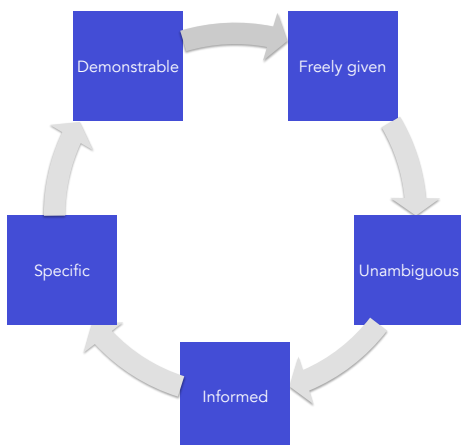 Demonstrable
Freely given
Specific
Unambiguous
Informed